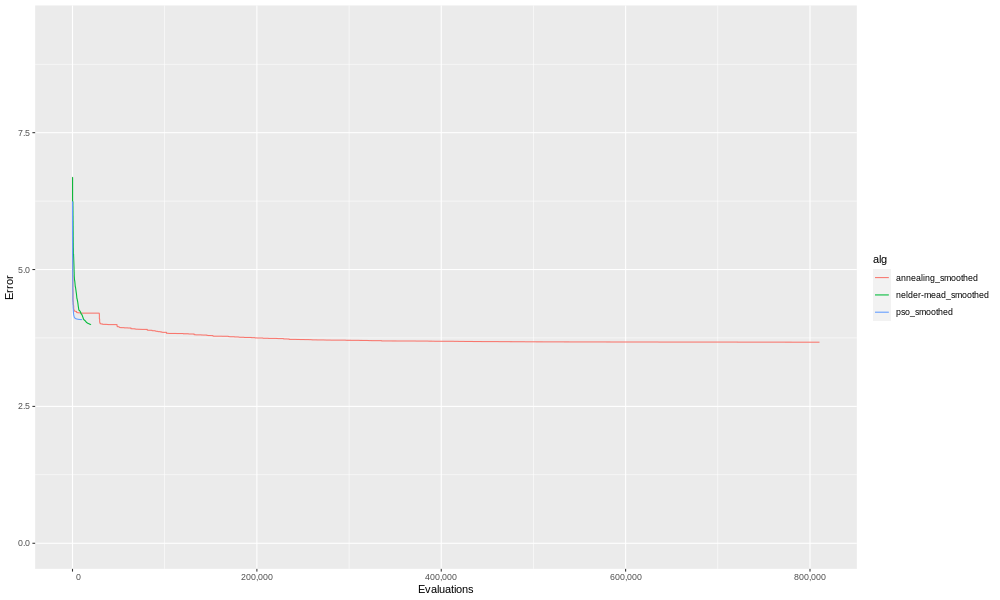 Error
7.5
5.0
2.5
0.0
0
200,000
400,000
600,000
800,000
Evaluations
alg
annealing_smoothed
nelder-mead_smoothed
pso_smoothed